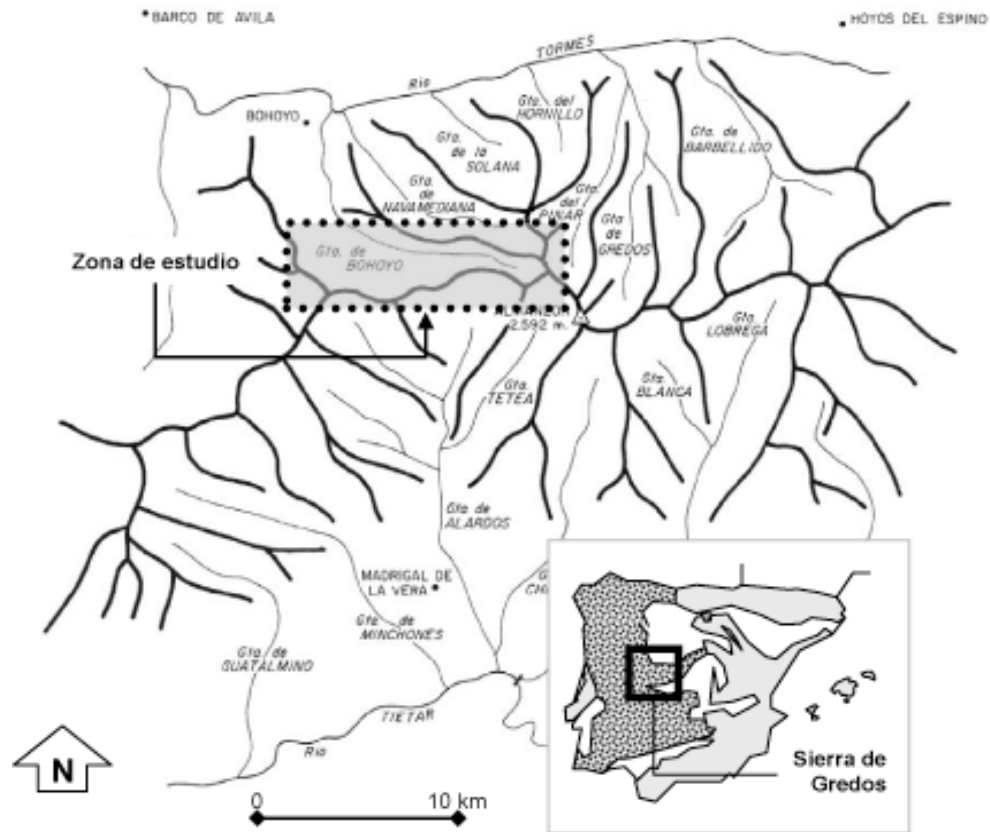 BARCO DE AVILA
HOYOS DEL ESPINO
Rio
TORMES
BOHOYO
Gta. del
HORNILLO
Gta.
de la
SOLANA
Gta. de
BARBELLIDO
Gta.
de
NAVAMEDIANA
Gta.
del
PINAR
Gta
de
GREDOS
Zona de estudio
Gta. de
BOHOYO
2.592 m.
Gta.
LOBREGA
Gta.
TETEA
Gta.
BLANCA
Gta. de
ALARDOS
MADRIGAL DE
LA VERA
Gta. de
MINCHONES
Gta. de
GUATALMINO
TIETAR
Rio
N
0
10 km
Sierra de
Gredos